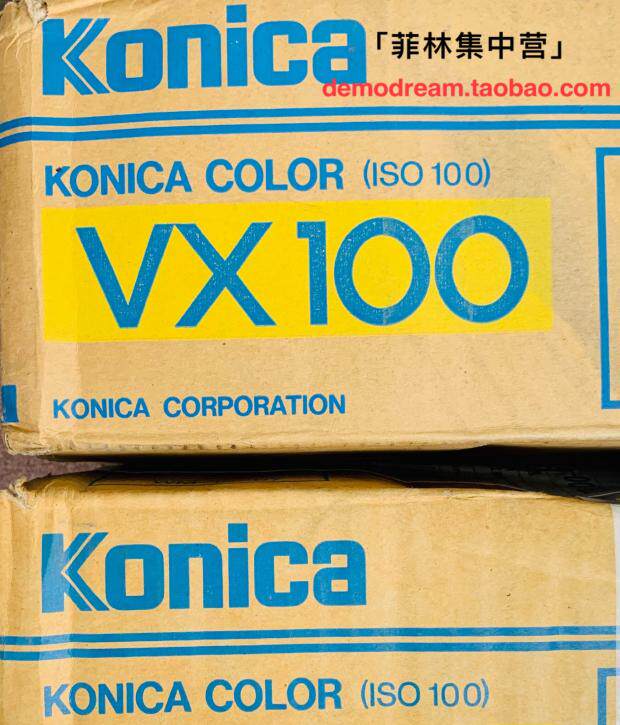 Konica
「菲林集中营」
demodream.taobao.com
KONICA COLOR (ISO 100)
VX100
KONICA CORPORATION
Konica
KONICA COLOR (ISO 100)